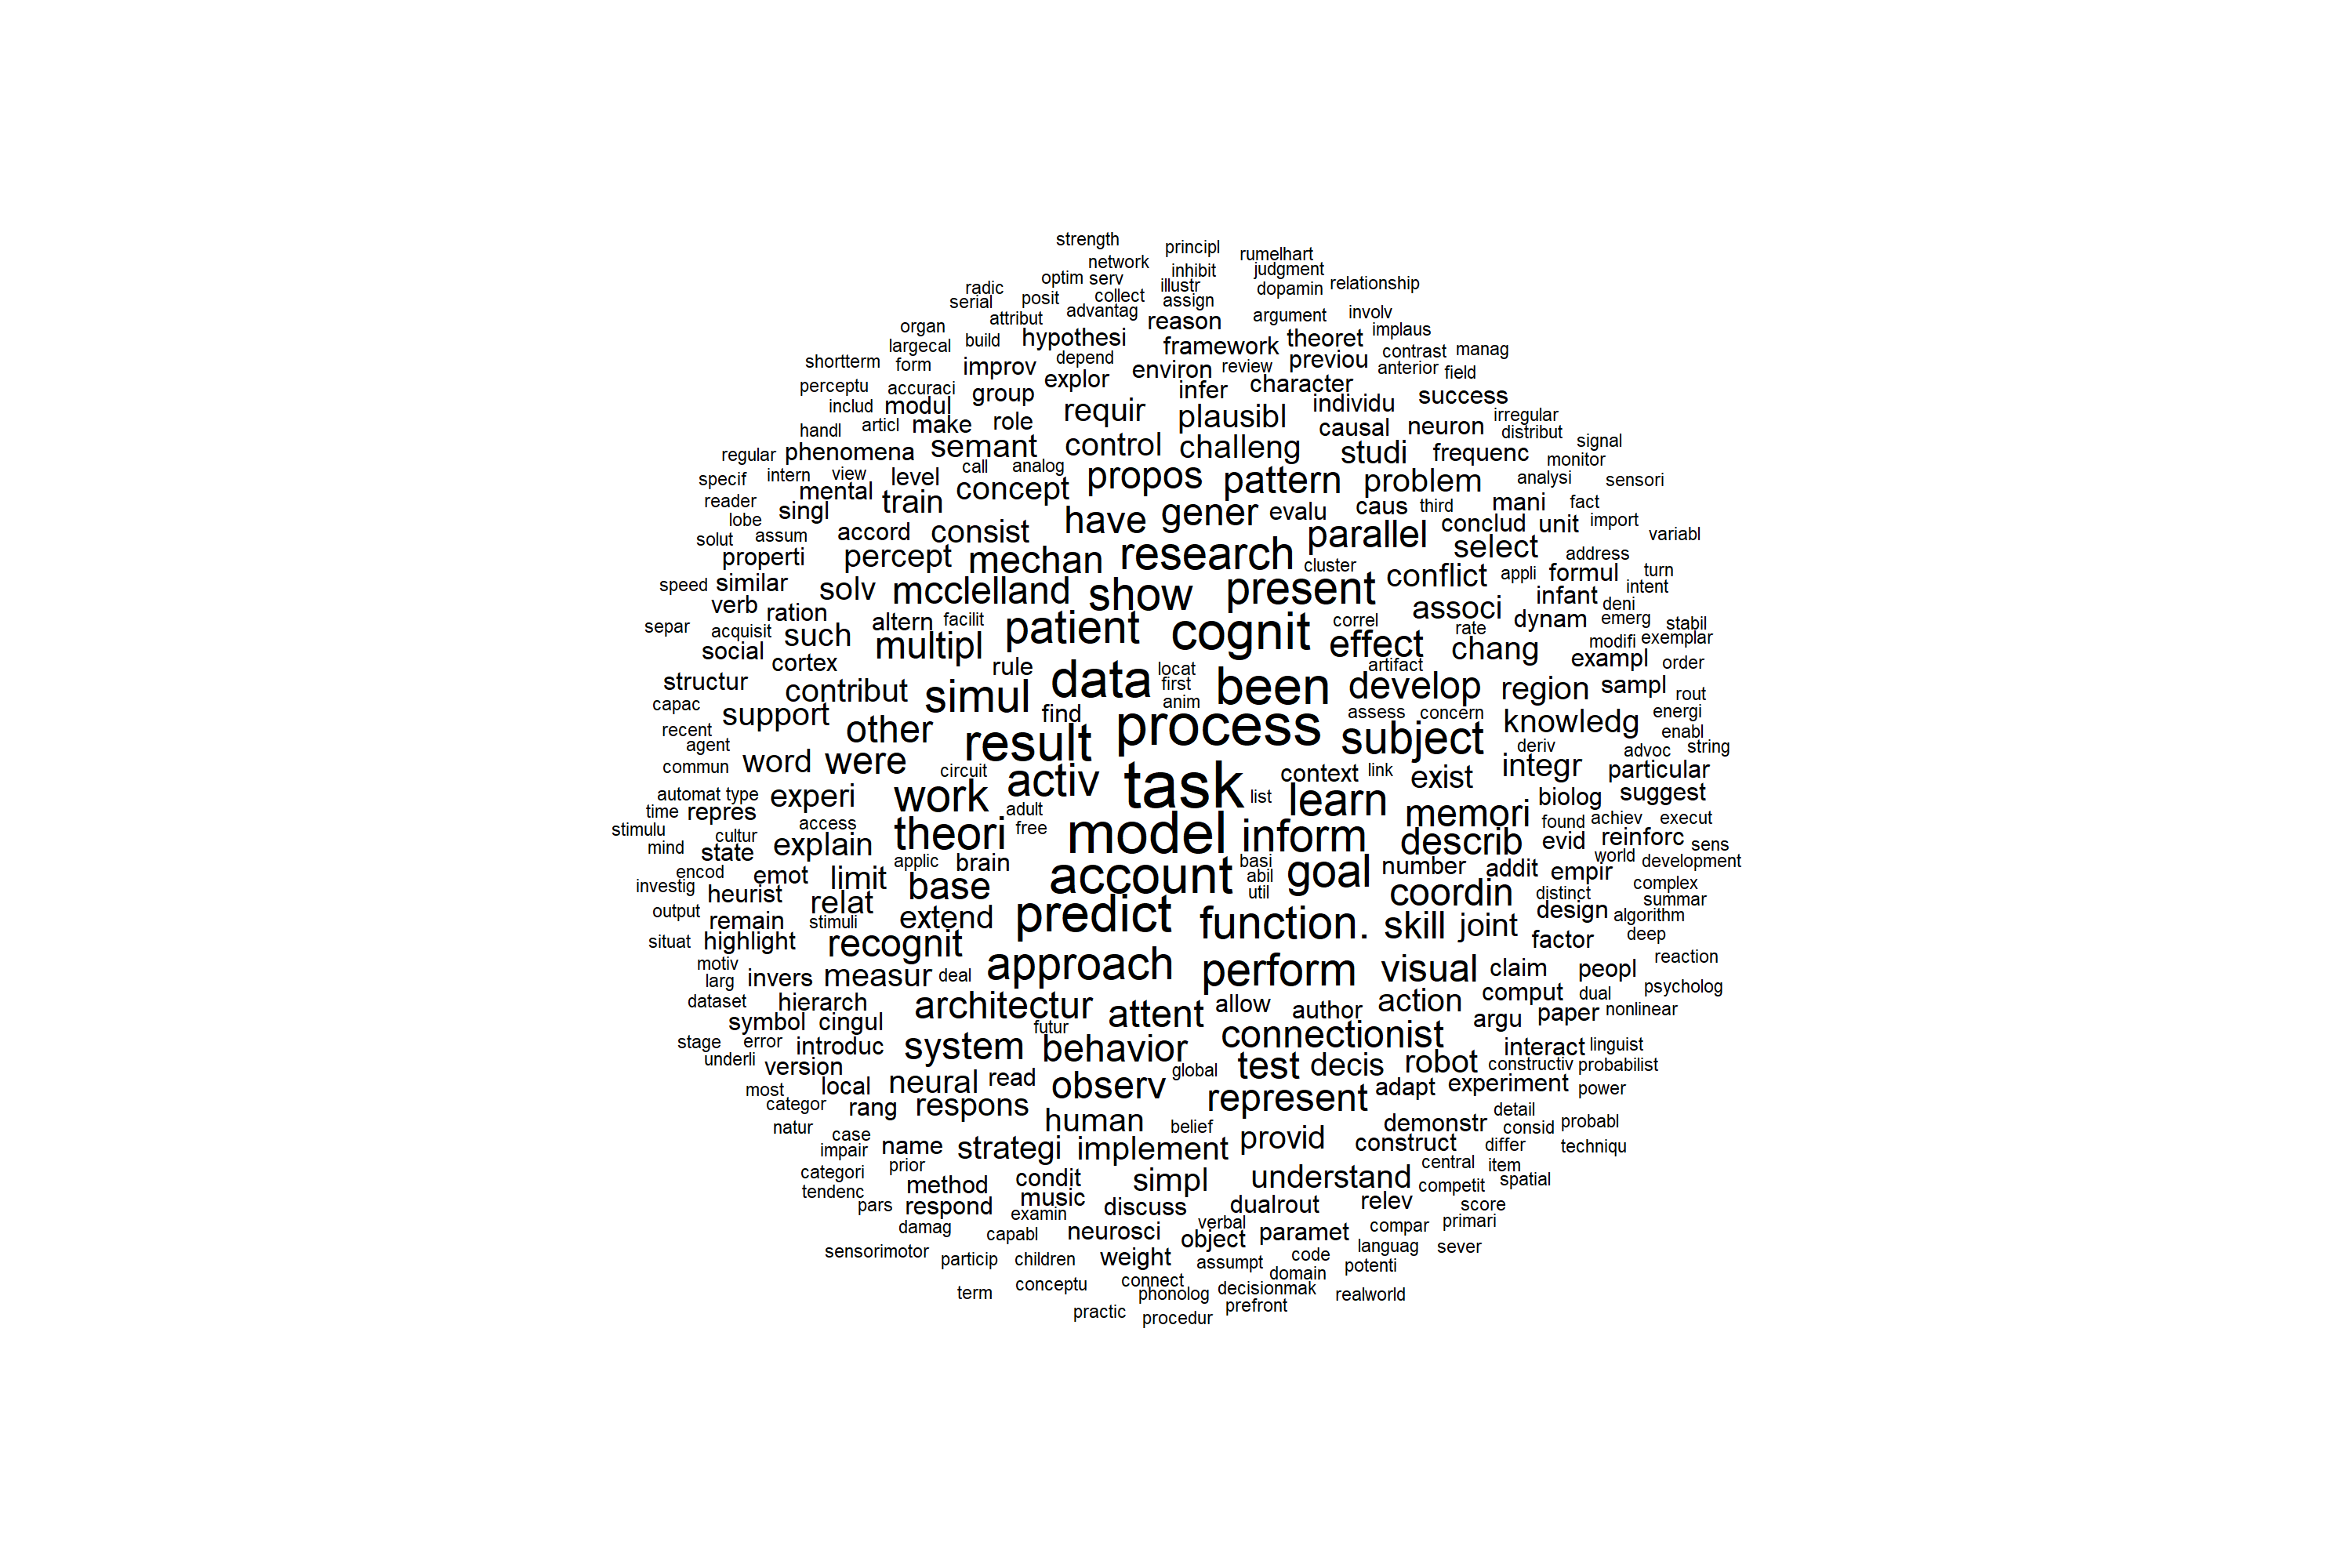 strength
principl rumelhart
network inhibit judgment
optim serv illustr dopamin relationship
radic collect
serial posit advantag assign
attribut reason argument involv
organ build hypothesi theoret implaus
largecal depend framework contrast manag
shortterm form improv explor environ review previou anterior field
perceptu accuraci group infer character success
includ modul requir plausibl individu irregular
handl articl make role causal neuron distribut
regular phenomena semant control challeng studi frequenc signal
specif intern view level call analog propos pattern problem analysi monitor sensori
reader mental train concept
lobe singl have gener evalu caus third mani fact
solut assum accord consist parallel conclud unit import variabl
properti percept mechan research cluster select address
speed similar solv mcclelland show present conflict appli formul turn
verb ration infant intent
separ acquisit such altern facilit patient cognit correl associ dynam deni emerg stabil
social multipl effect rate chang modifi exemplar
cortex rule data locat artifact exampl order
structur contribut simul first been develop region sampl rout
capac support find anim assess concern knowledg energi
recent other process enabl
agent result subject deriv advoc string
commun word were circuit activ task context link exist integr particular
automat type experi work list learn biolog suggest
time repres adult memori
stimulu cultur access theori free model inform describ found achiev execut
mind state explain evid reinforc sens
encod emot limit applic brain account basi goal number addit empir world development
investig heurist base abil coordin complex
output relat util distinct summar
remain stimuli extend predict function. skill joint design algorithm
situat highlight recognit factor deep
motiv approach perform visual claim peopl reaction
larg invers measur deal
dataset hierarch architectur attent allow author action comput dual psycholog
symbol cingul futur connectionist argu paper nonlinear
stage error introduc system behavior interact linguist
underli version global test decis robot constructiv probabilist
most local neural read observ adapt experiment power
categor rang respons represent detail
natur case human belief demonstr consid probabl
impair name strategi implement provid construct differ techniqu
categori prior central item
tendenc method condit simpl understand competit spatial
pars respond music discuss dualrout relev score
damag examin neurosci verbal paramet compar primari
capabl object
sensorimotor particip children weight assumpt code languag sever
domain potenti
term conceptu connect decisionmak realworld
phonolog
practic procedur prefront